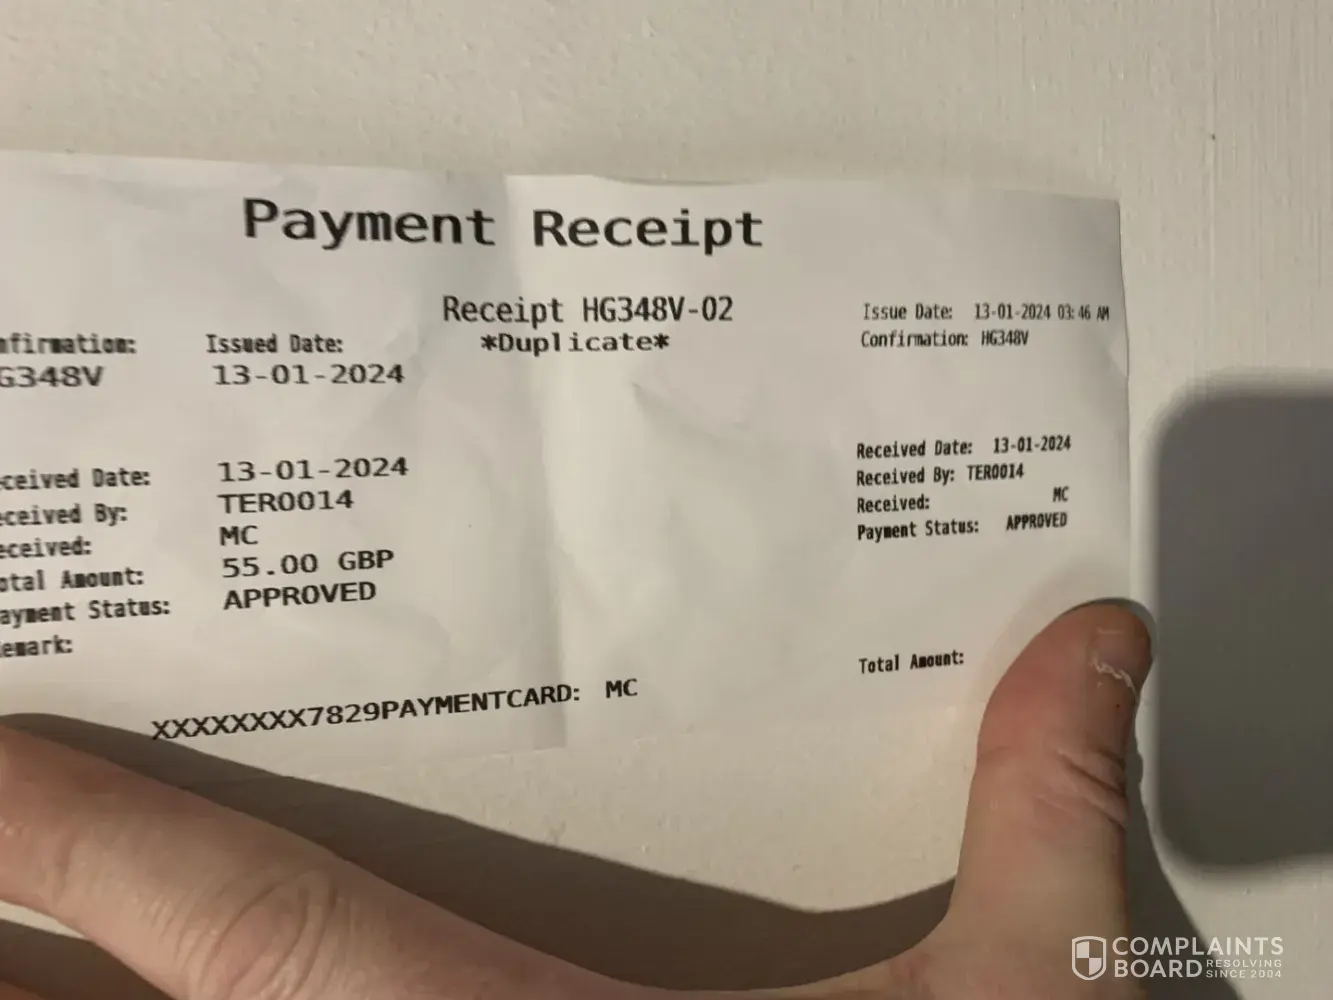 Payment Receipt
Receipt HG348V-02
*Duplicate*
nfirmation: Issued Date:
G348V 13-01-2024
ceived Date: 13-01-2024
eceived By: TER0014
eceived: MC
otal Amount: 55.00 GBP
ayment Status: APPROVED
emark:
XXXXXXXX7829PAYMENTCARD: MC
Issue Date: 13-01-2024 03:46 AM
Confirmation: HG348V
Received Date: 13-01-2024
Received By: TER0014
Received: MC
Payment Status: APPROVED
Total Amount:
COMPLAINTS
BOARD RESOLVING
SINCE 2004